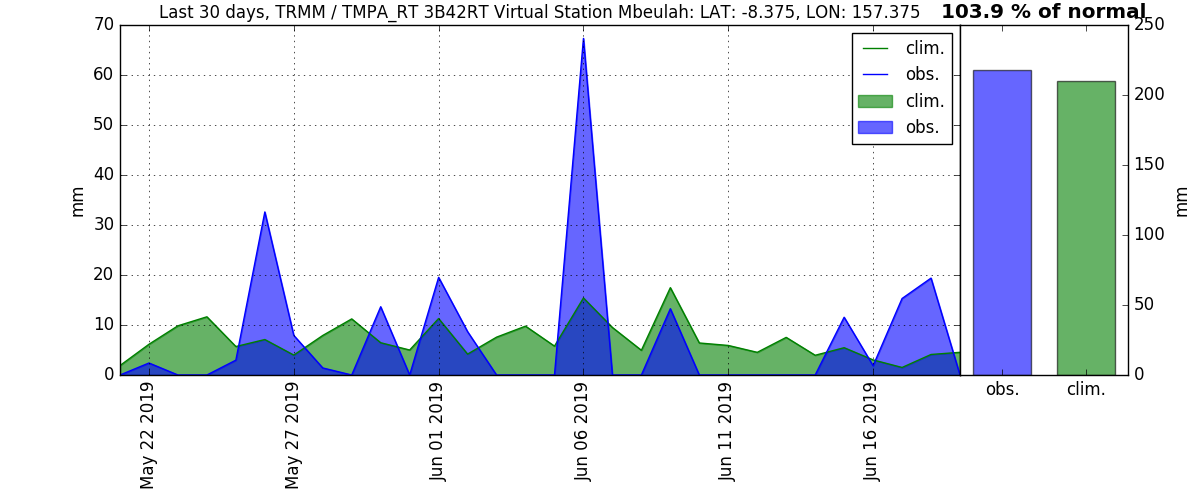 Last 30 days, TRMM / TMPA_RT 3B42RT Virtual Station Mbeulah: LAT: -8.375, LON: 157.375
103.9 % of normal
70
60
50
40
30
20
10
0
mm
clim.
obs.
clim.
obs.
May 22 2019
May 27 2019
Jun 01 2019
Jun 06 2019
Jun 11 2019
Jun 16 2019
250
200
150
100
50
0
mm
obs.
clim.